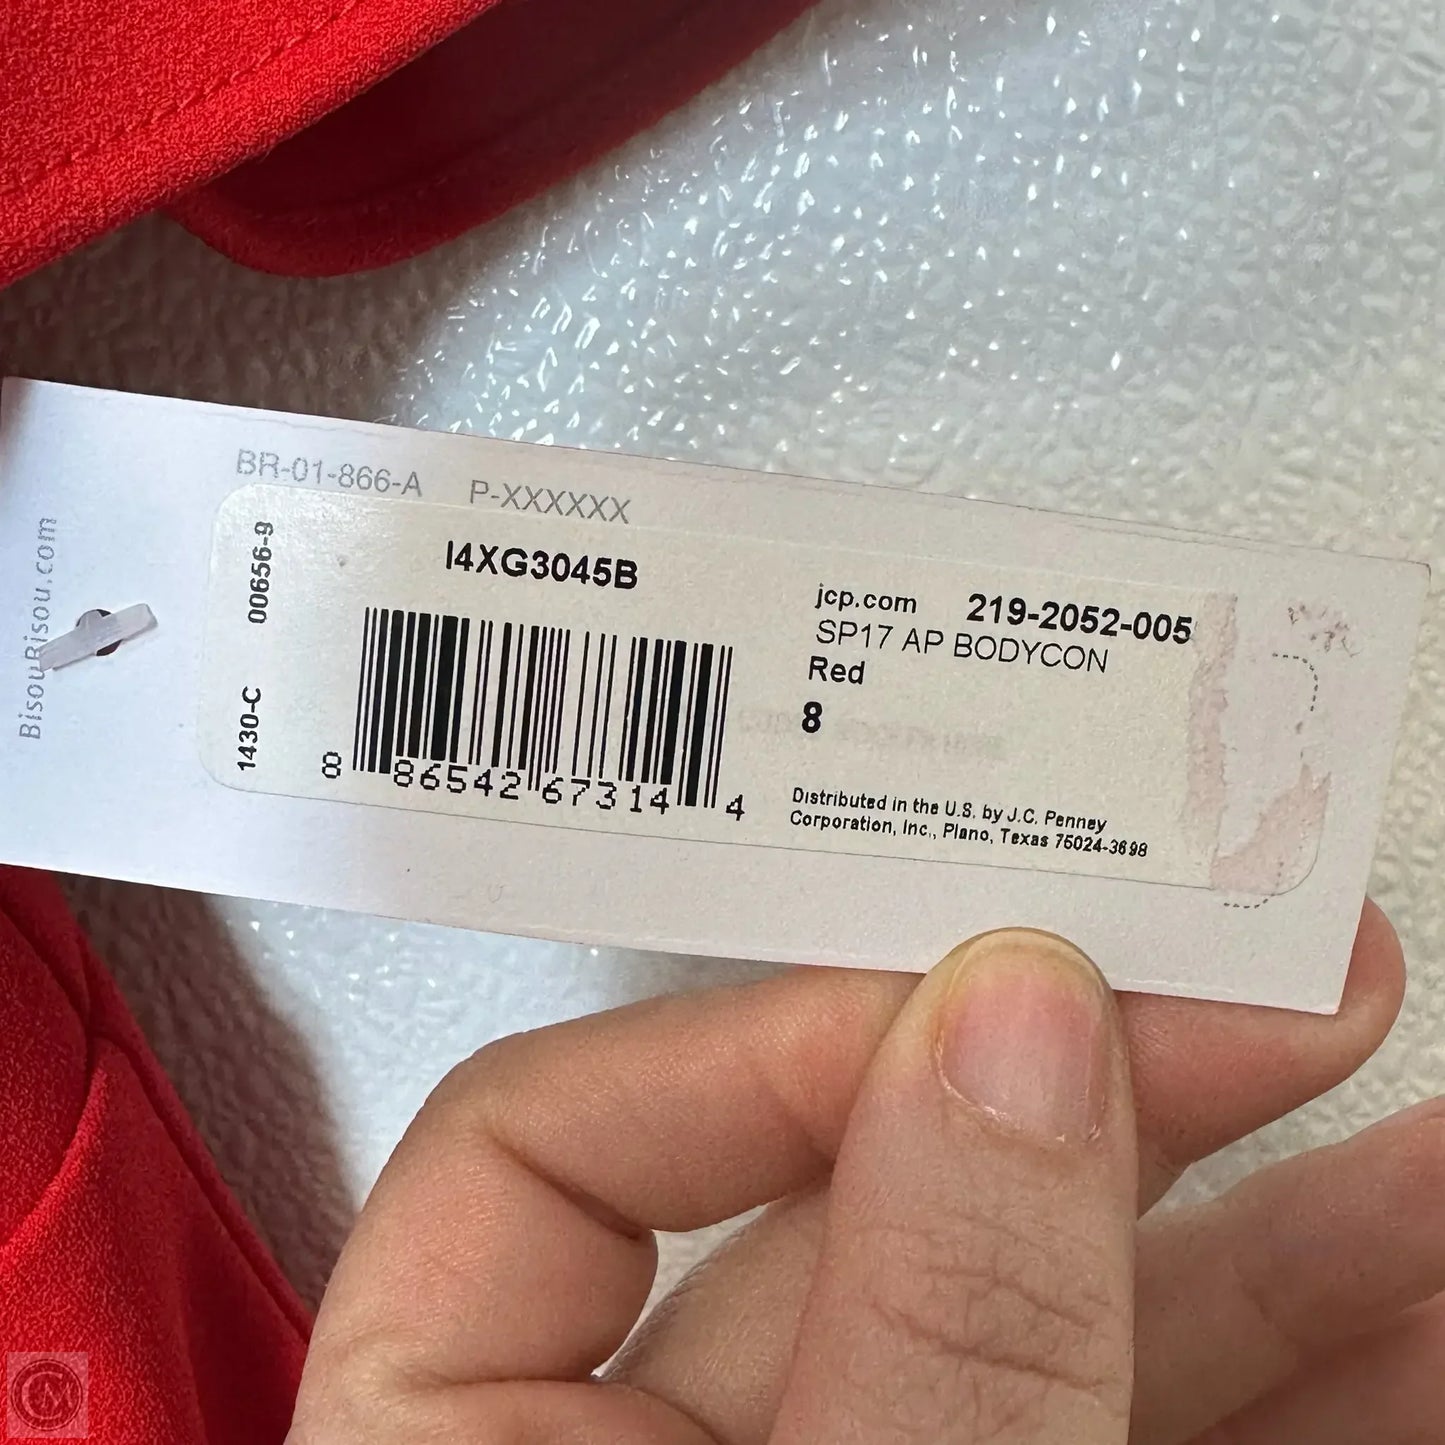 BR-01-866-A P-XXXXXX
BisouBisou.com
00656-9
1430-C
I4XG3045B
8 86542 67314 4
jcp.com 219-2052-005
SP17 AP BODYCON
Red
8
Distributed in the U.S. by J.C. Penney
Corporation, Inc., Plano, Texas 75024-3698
CM